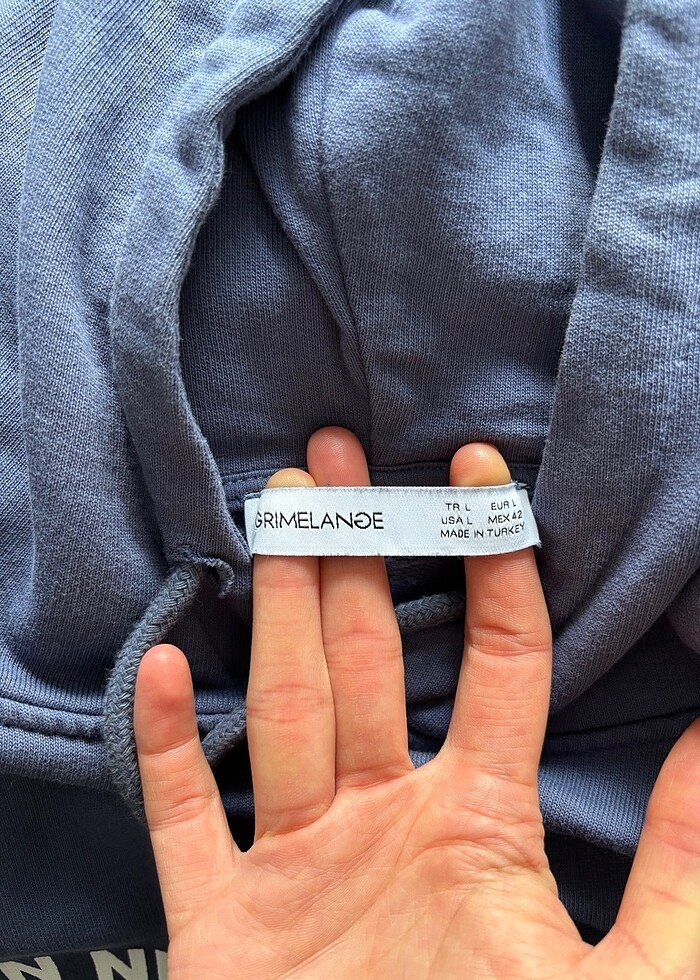 GRIMELANGE
TR L EUR L
USA L MEX 42
MADE IN TURKEY
N N